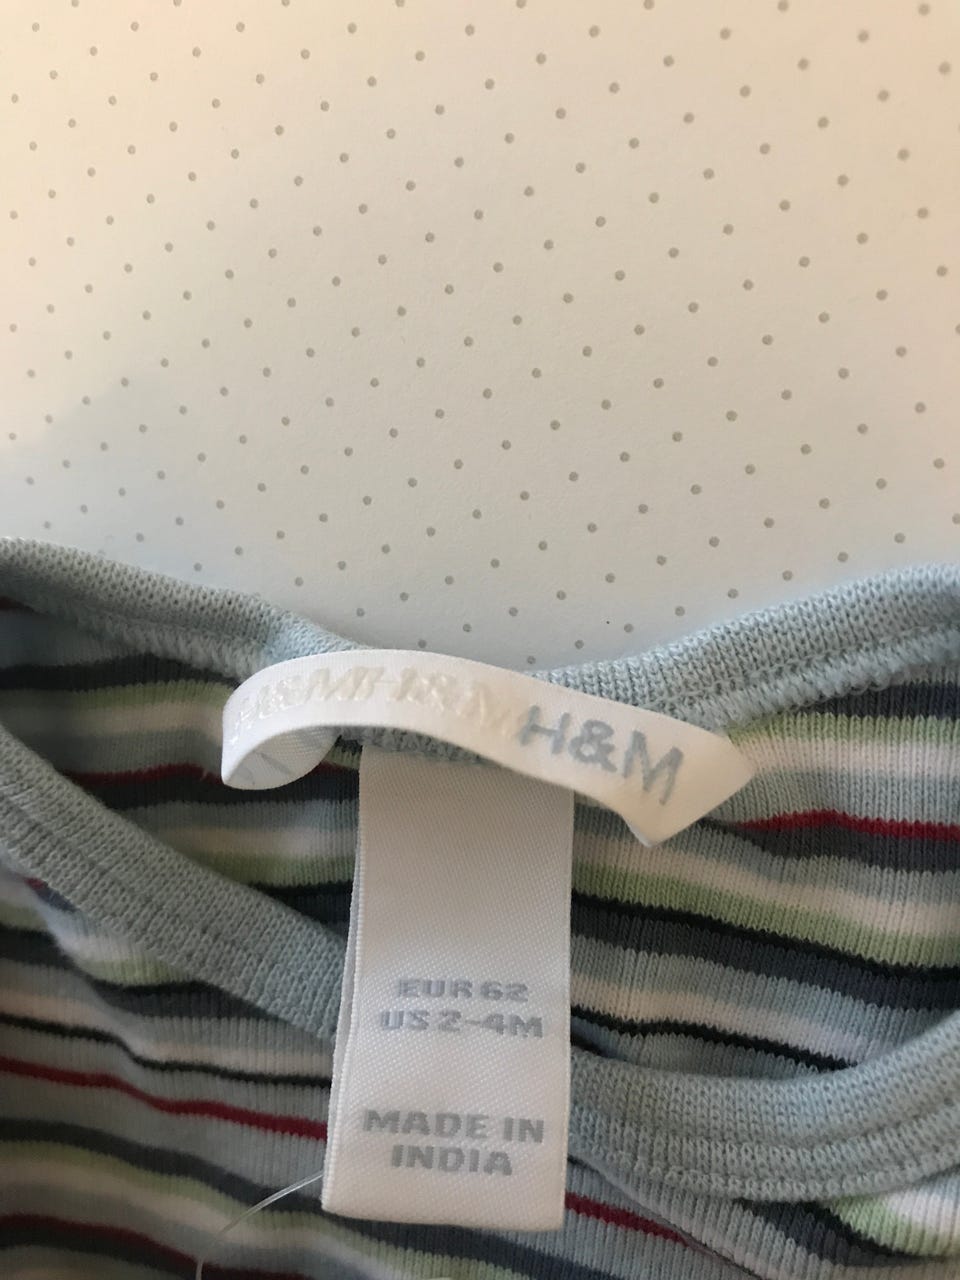 H&M H&M H&M
EUR 62
US 2-4M
MADE IN
INDIA